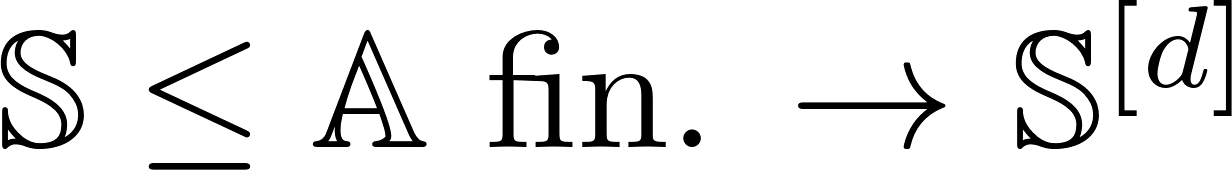 𝕊 ≤ 𝔸 fin. → 𝕊^[d]